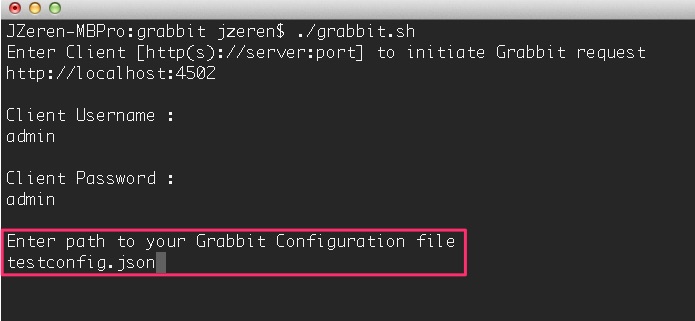 JZeren-MBPro:grabbit jzeren$ ./grabbit.sh
Enter Client [http(s)://server:port] to initiate Grabbit request
http://localhost:4502
Client Username :
admin
Client Password :
admin
Enter path to your Grabbit Configuration file
testconfig.json